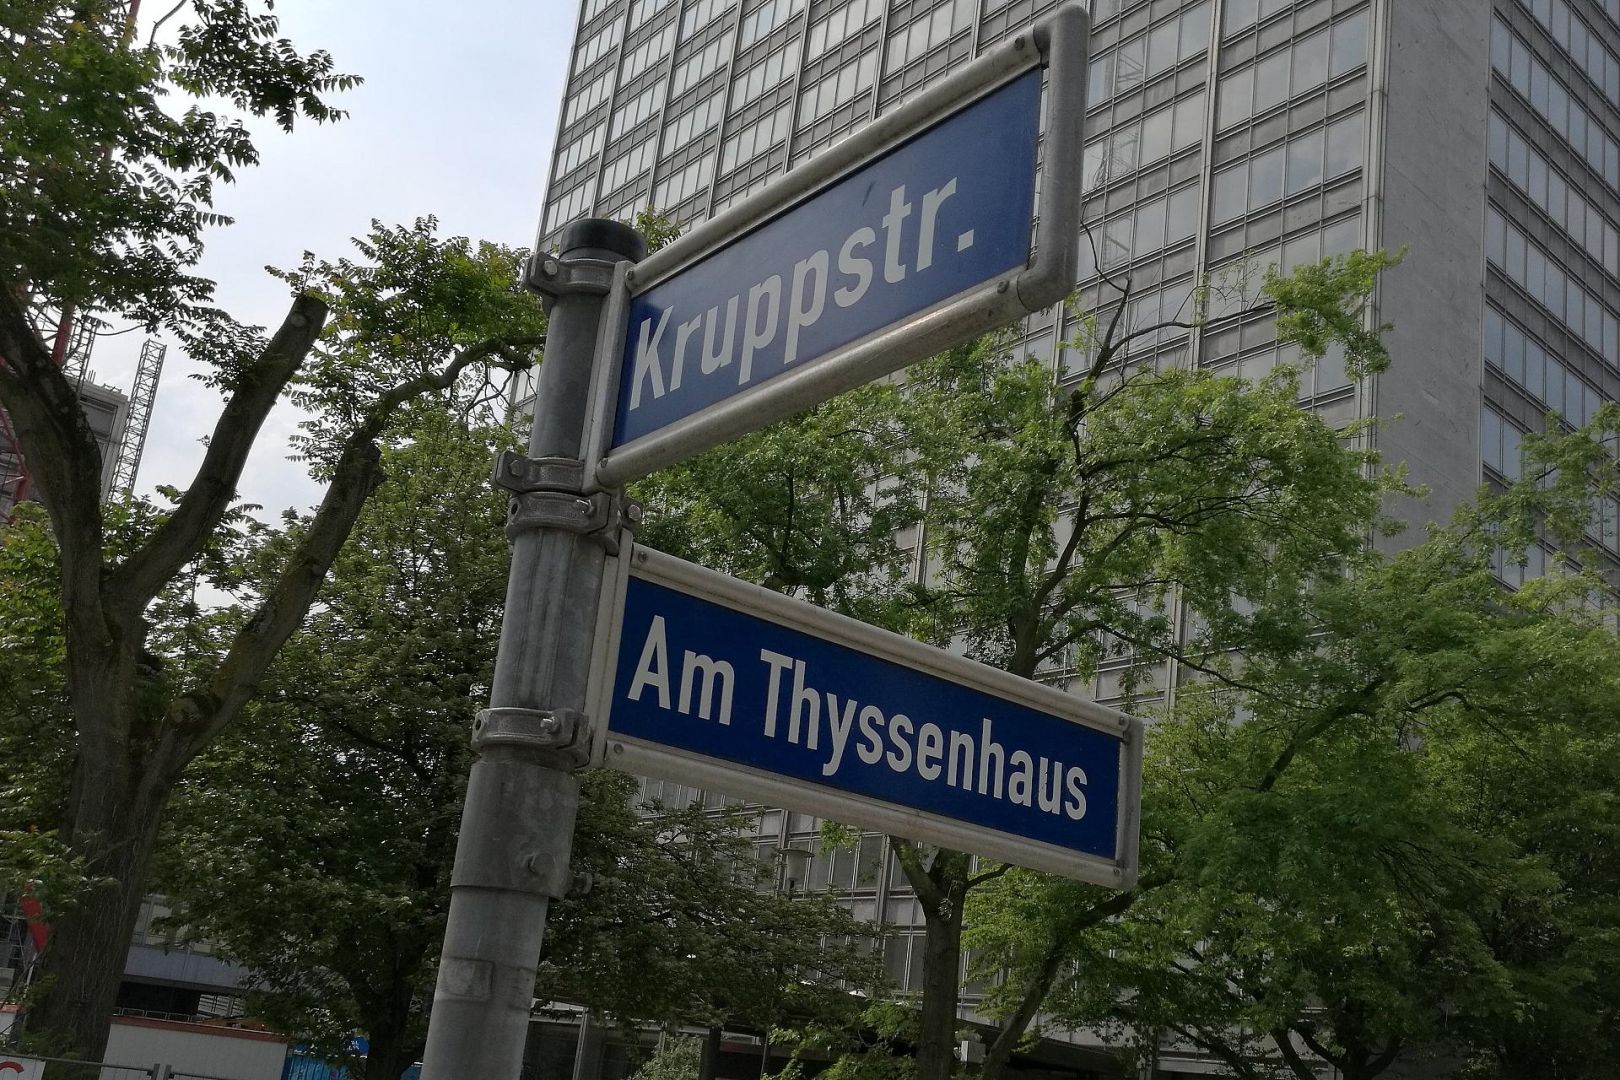 Kruppstr.
Am Thyssenhaus